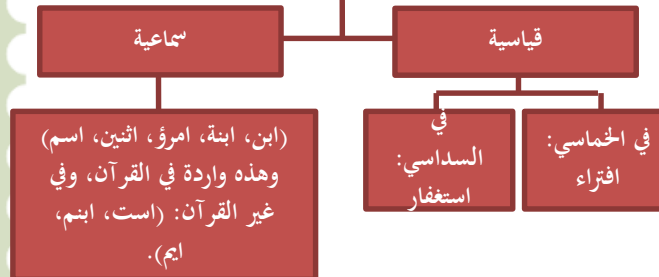 قياسية
سماعية
في الخماسي:
افتراء
في
السداسي:
استغفار
(ابن، ابنة، امرؤ، اثنين، اسم)
وهذه واردة في القرآن، وفي
غير القرآن: (است، ابنم،
ايم).